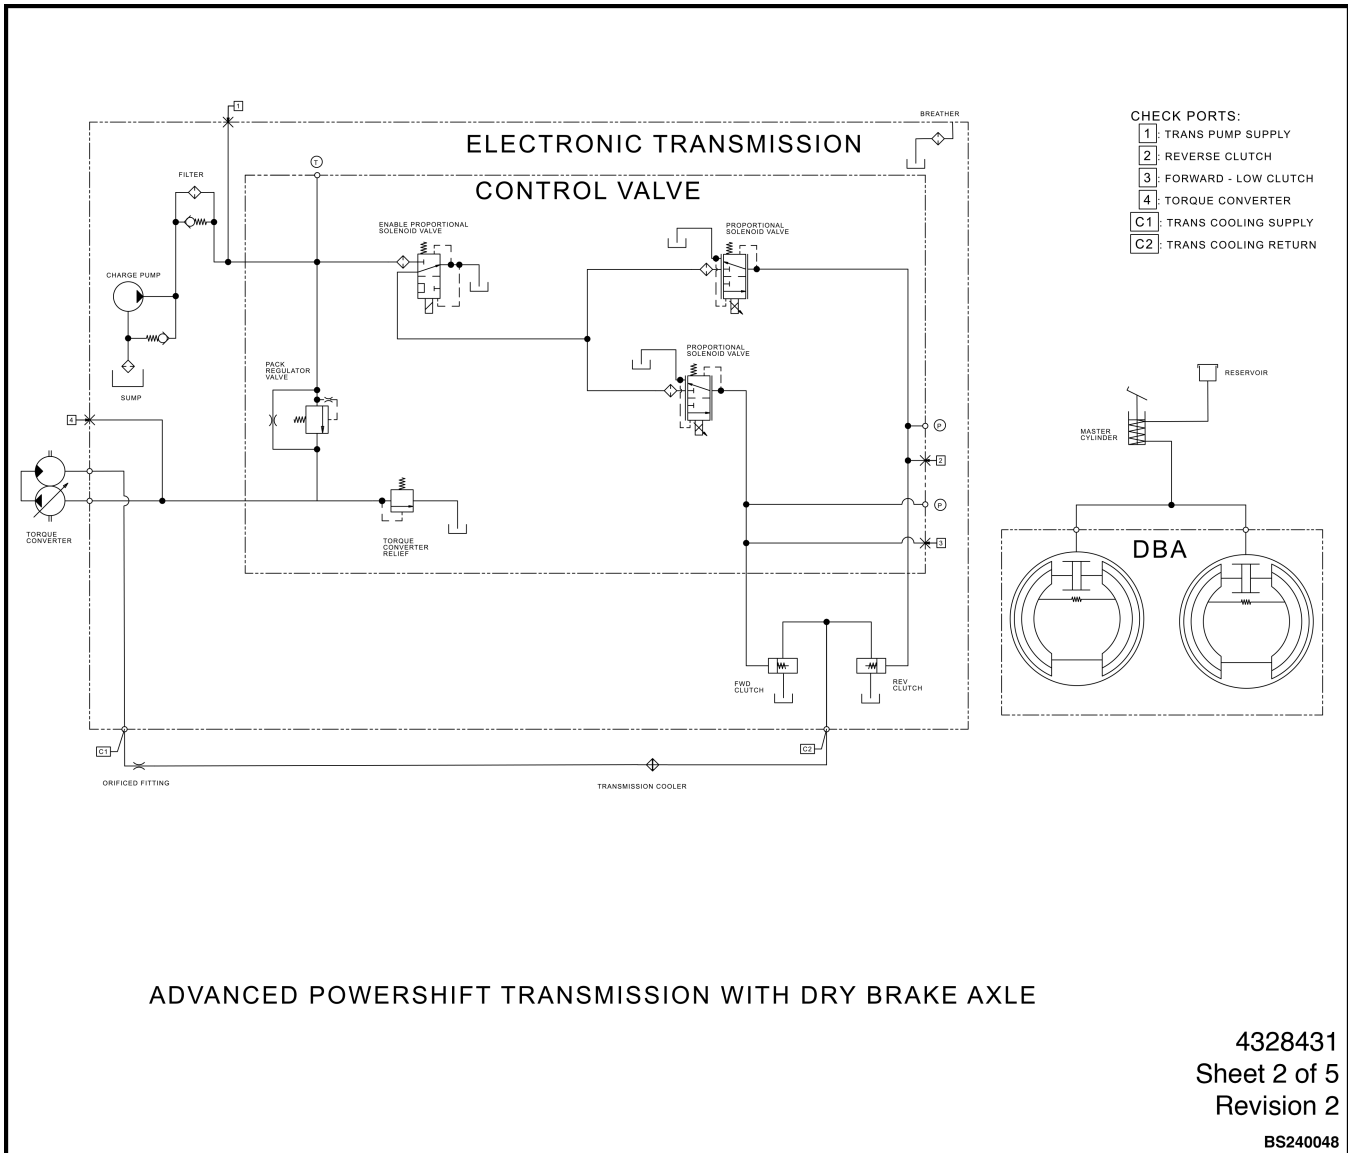 1
BREATHER
ELECTRONIC TRANSMISSION
CHECK PORTS:
1 : TRANS PUMP SUPPLY
2 : REVERSE CLUTCH
3 : FORWARD - LOW CLUTCH
4 : TORQUE CONVERTER
C1 : TRANS COOLING SUPPLY
C2 : TRANS COOLING RETURN
T
FILTER
CONTROL VALVE
ENABLE PROPORTIONAL
SOLENOID VALVE
PROPORTIONAL
SOLENOID VALVE
CHARGE PUMP
SUMP
PACK
REGULATOR
VALVE
PROPORTIONAL
SOLENOID VALVE
RESERVOIR
MASTER
CYLINDER
4
P
2
P
3
TORQUE
CONVERTER
TORQUE
CONVERTER
RELIEF
DBA
FWD
CLUTCH
REV
CLUTCH
C1
C2
ORIFICED FITTING
TRANSMISSION COOLER
ADVANCED POWERSHIFT TRANSMISSION WITH DRY BRAKE AXLE
4328431
Sheet 2 of 5
Revision 2
BS240048